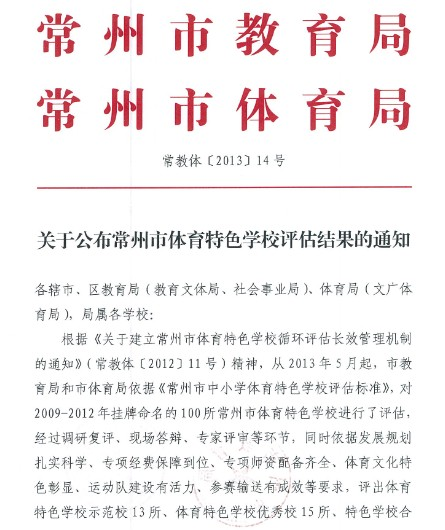 常州市教育局
常州市体育局
常教体〔2013〕14号
关于公布常州市体育特色学校评估结果的通知
各辖市、区教育局（教育文体局、社会事业局）、体育局（文广体
育局），局属各学校：
根据《关于建立常州市体育特色学校循环评估长效管理机制
的通知》（常教体〔2012〕11号）精神，从2013年5月起，市教
育局和市体育局依据《常州市中小学体育特色学校评估标准》，对
2009-2012年挂牌命名的100所常州市体育特色学校进行了评估，
经过调研复评、现场答辩、专家评审等环节，同时依据发展规划
扎实科学、专项经费保障到位、专项师资配备齐全、体育文化特
色彰显、运动队建设有活力、参赛输送有成效等要求，评出体育
特色学校示范校13所、体育特色学校优秀校15所、特色学校合